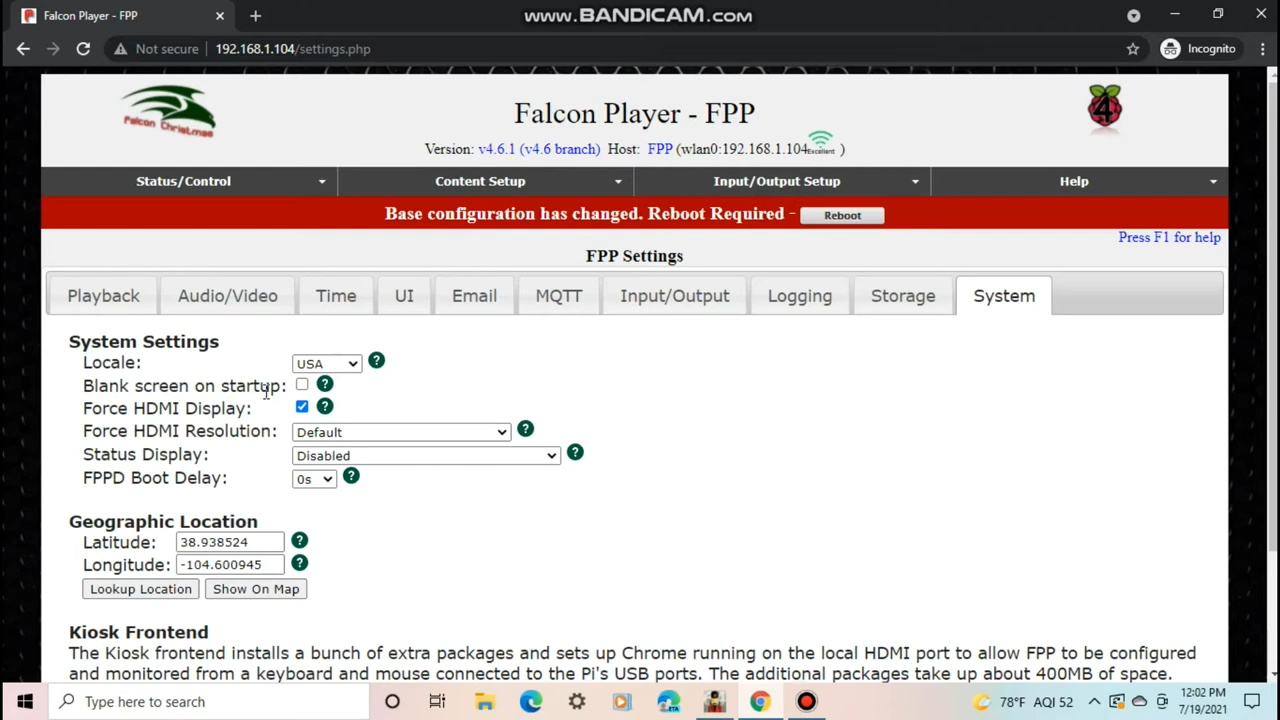 Falcon Player - FPP
www.BANDICAM.com
Not secure
192.168.1.104/settings.php
Incognito
Falcon Christmas
Falcon Player - FPP
4
Version: v4.6.1 (v4.6 branch) Host: FPP (wlan0:192.168.1.104 Excellent )
Status/Control
Content Setup
Input/Output Setup
Help
Base configuration has changed. Reboot Required - Reboot
Press F1 for help
FPP Settings
Playback
Audio/Video
Time
UI
Email
MQTT
Input/Output
Logging
Storage
System
System Settings
Locale: USA ?
Blank screen on startup: ?
Force HDMI Display: ?
Force HDMI Resolution: Default ?
Status Display: Disabled ?
FPPD Boot Delay: 0s ?
Geographic Location
Latitude: 38.938524 ?
Longitude: -104.600945 ?
Lookup Location
Show On Map
Kiosk Frontend
The Kiosk frontend installs a bunch of extra packages and sets up Chrome running on the local HDMI port to allow FPP to be configured
and monitored from a keyboard and mouse connected to the Pi's USB ports. The additional packages take up about 400MB of space.
Type here to search
ETA
78°F AQI 52
12:02 PM
7/19/2021